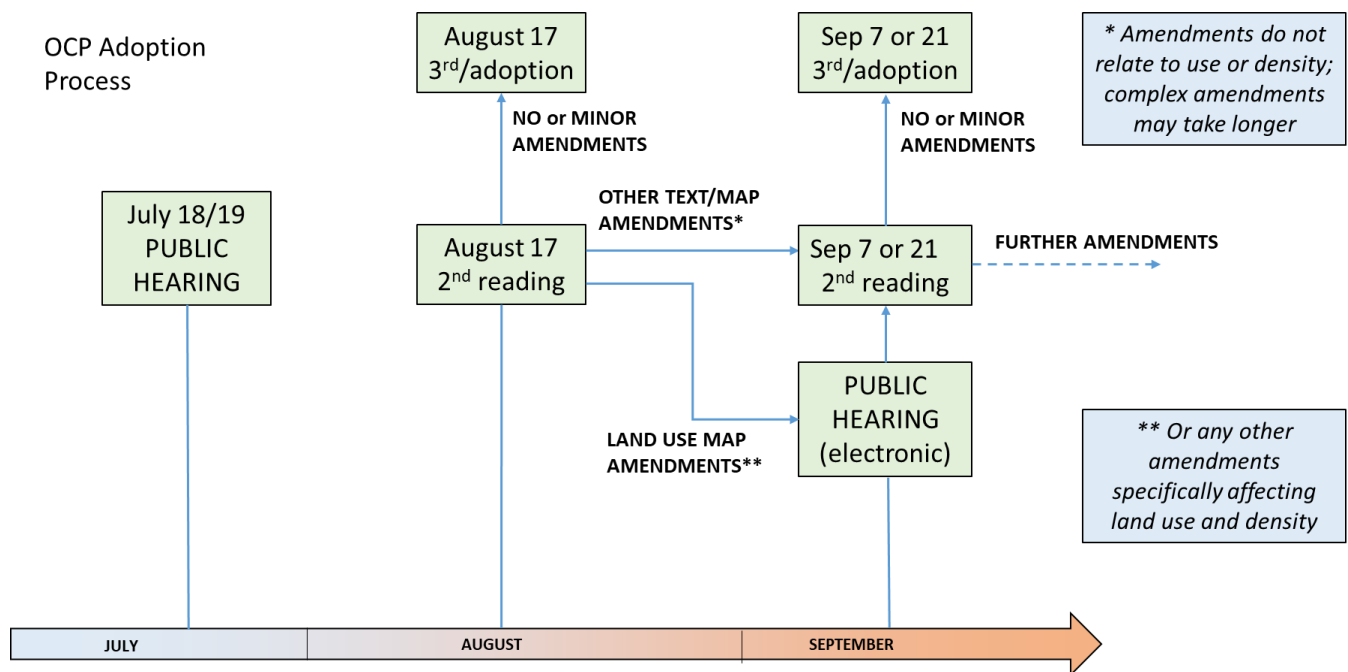 OCP Adoption
Process
August 17
3rd/adoption
Sep 7 or 21
3rd/adoption
* Amendments do not
relate to use or density;
complex amendments
may take longer
NO or MINOR
AMENDMENTS
NO or MINOR
AMENDMENTS
July 18/19
PUBLIC
HEARING
OTHER TEXT/MAP
AMENDMENTS*
August 17
2nd reading
Sep 7 or 21
2nd reading
FURTHER AMENDMENTS
PUBLIC
HEARING
(electronic)
LAND USE MAP
AMENDMENTS**
** Or any other
amendments
specifically affecting
land use and density
JULY
AUGUST
SEPTEMBER